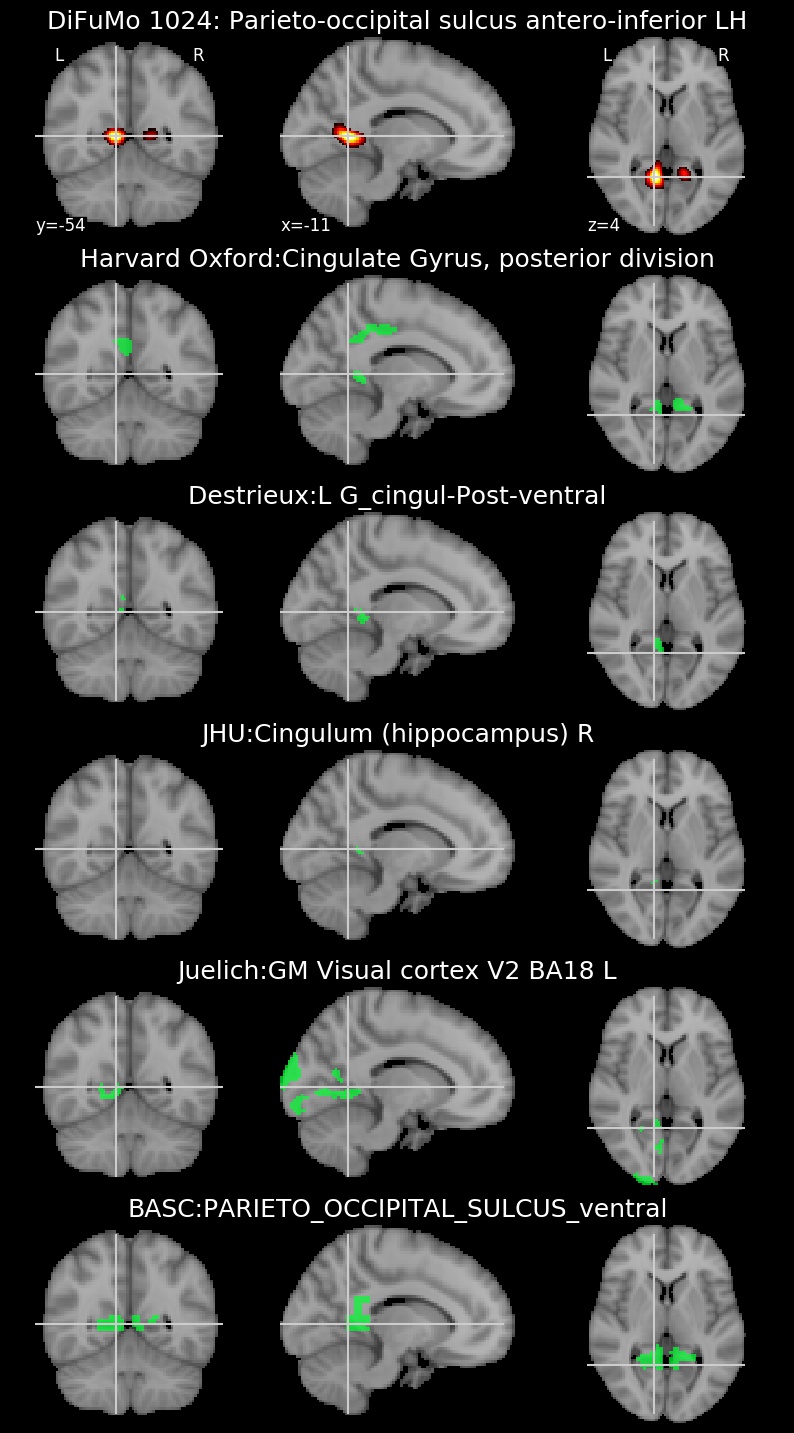 DiFuMo 1024: Parieto-occipital sulcus antero-inferior LH
L R L R
y=-54 x=-11 z=4
Harvard Oxford:Cingulate Gyrus, posterior division
Destrieux:L G_cingul-Post-ventral
JHU:Cingulum (hippocampus) R
Juelich:GM Visual cortex V2 BA18 L
BASC:PARIETO_OCCIPITAL_SULCUS_ventral